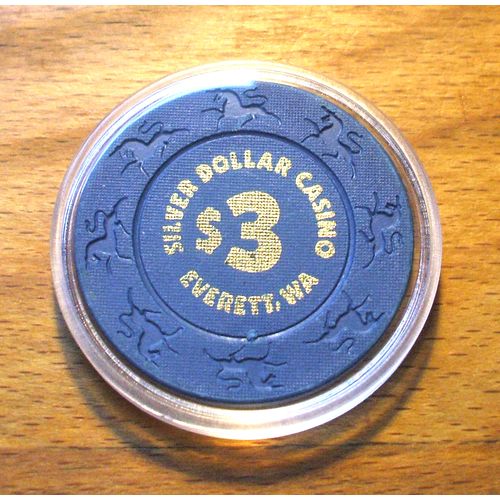 SILVER DOLLAR CASINO
$3
EVERETT, WA